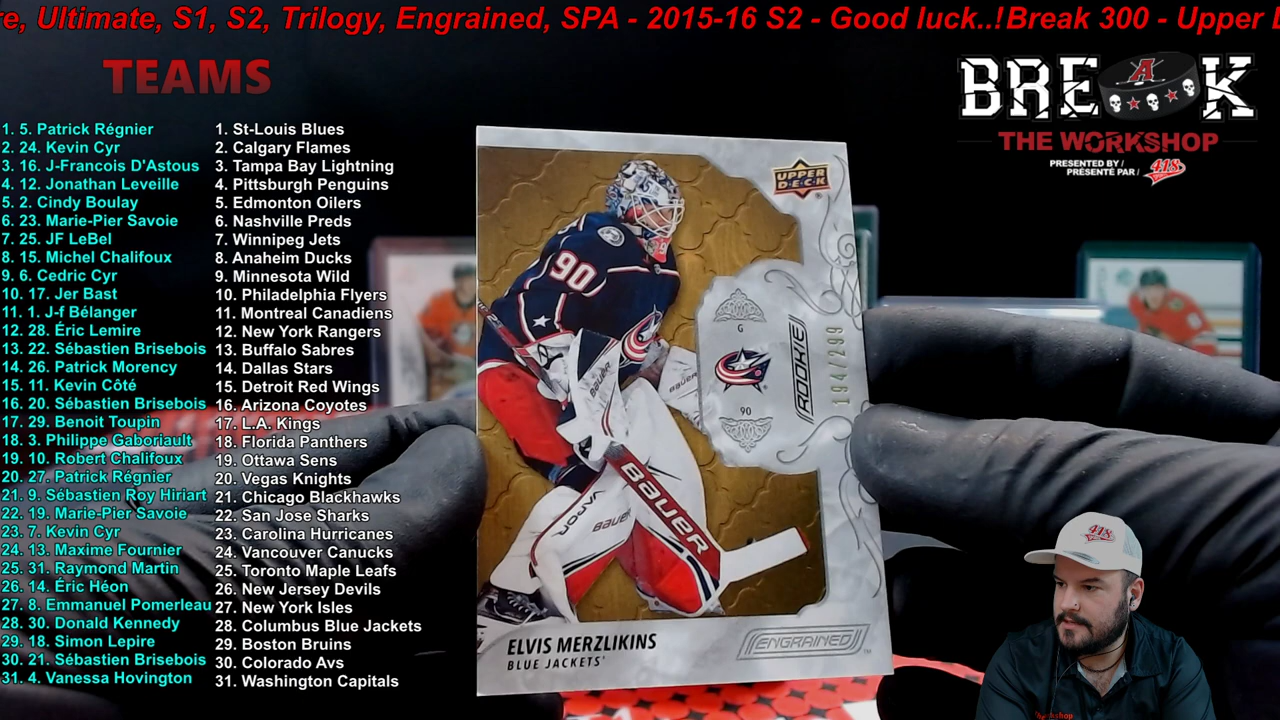 re, Ultimate, S1, S2, Trilogy, Engrained, SPA - 2015-16 S2 - Good luck..!Break 300 - Upper
TEAMS
1. 5. Patrick Régnier
2. 24. Kevin Cyr
3. 16. J-Francois D'Astous
4. 12. Jonathan Leveille
5. 2. Cindy Boulay
6. 23. Marie-Pier Savoie
7. 25. JF LeBel
8. 15. Michel Chalifoux
9. 6. Cedric Cyr
10. 17. Jer Bast
11. 1. J-f Bélanger
12. 28. Éric Lemire
13. 22. Sébastien Brisebois
14. 26. Patrick Morency
15. 11. Kevin Côté
16. 20. Sébastien Brisebois
17. 29. Benoit Toupin
18. 3. Philippe Gaboriault
19. 10. Robert Chalifoux
20. 27. Patrick Régnier
21. 9. Sébastien Roy Hiriart
22. 19. Marie-Pier Savoie
23. 7. Kevin Cyr
24. 13. Maxime Fournier
25. 31. Raymond Martin
26. 14. Éric Héon
27. 8. Emmanuel Pomerleau
28. 30. Donald Kennedy
29. 18. Simon Lepire
30. 21. Sébastien Brisebois
31. 4. Vanessa Hovington
1. St-Louis Blues
2. Calgary Flames
3. Tampa Bay Lightning
4. Pittsburgh Penguins
5. Edmonton Oilers
6. Nashville Preds
7. Winnipeg Jets
8. Anaheim Ducks
9. Minnesota Wild
10. Philadelphia Flyers
11. Montreal Canadiens
12. New York Rangers
13. Buffalo Sabres
14. Dallas Stars
15. Detroit Red Wings
16. Arizona Coyotes
17. L.A. Kings
18. Florida Panthers
19. Ottawa Sens
20. Vegas Knights
21. Chicago Blackhawks
22. San Jose Sharks
23. Carolina Hurricanes
24. Vancouver Canucks
25. Toronto Maple Leafs
26. New Jersey Devils
27. New York Isles
28. Columbus Blue Jackets
29. Boston Bruins
30. Colorado Avs
31. Washington Capitals
UPPER
DECK
90
G
ROOKIE
194/299
90
BAUER
BAUER
BAUER
VAPOR
BAUER
BAUER
ELVIS MERZLIKINS
BLUE JACKETS
ENGRAINED
BREAK
THE WORKSHOP
PRESENTED BY /
PRÉSENTÉ PAR /
418
418